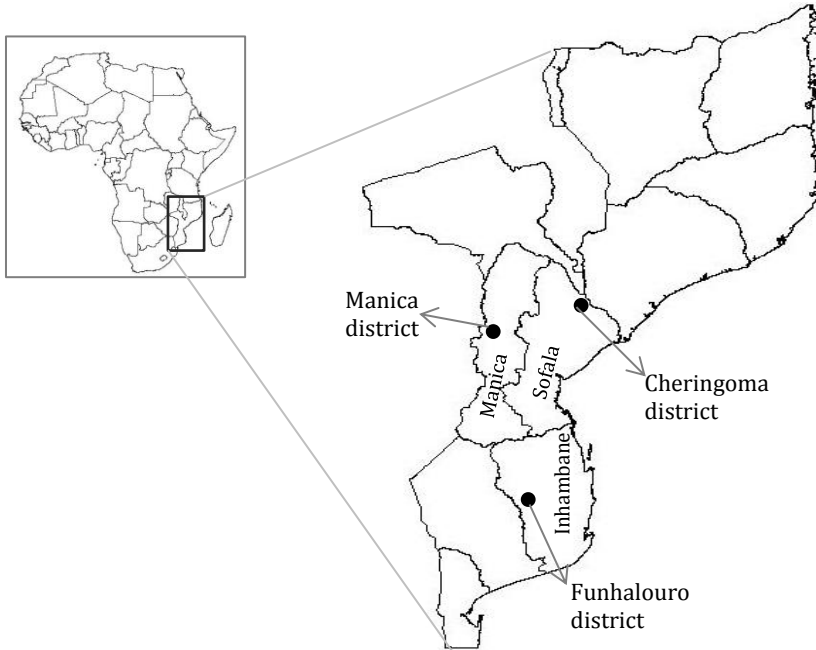 Manica
district
Manica
Sofala
Cheringoma
district
Inhambane
Funhalouro
district